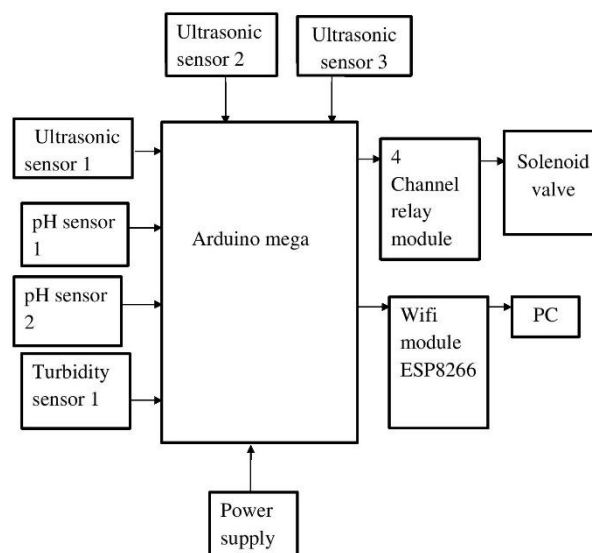 Ultrasonic
sensor 2
Ultrasonic
sensor 3
Ultrasonic
sensor 1
pH sensor
1
pH sensor
2
Turbidity
sensor 1
Arduino mega
4
Channel
relay
module
Solenoid
valve
Wifi
module
ESP8266
PC
Power
supply